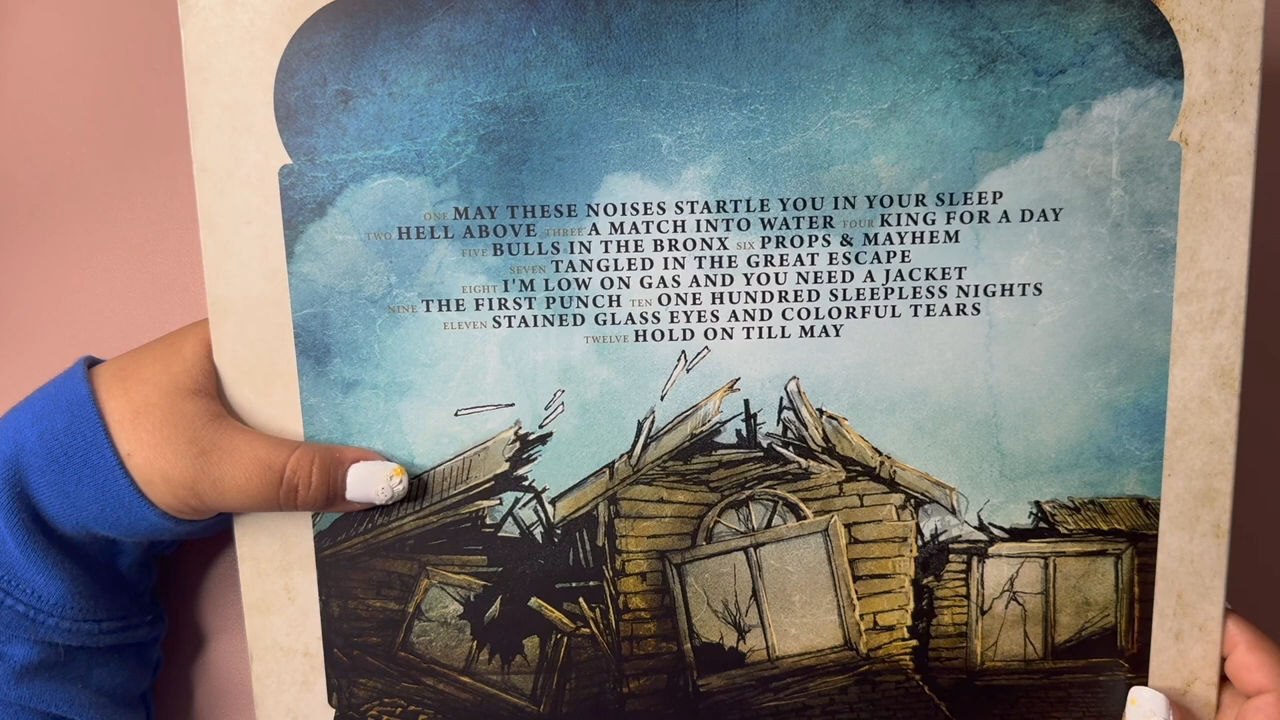 ONE MAY THESE NOISES STARTLE YOU IN YOUR SLEEP
TWO HELL ABOVE THREE A MATCH INTO WATER FOUR KING FOR A DAY
FIVE BULLS IN THE BRONX SIX PROPS & MAYHEM
SEVEN TANGLED IN THE GREAT ESCAPE
EIGHT I'M LOW ON GAS AND YOU NEED A JACKET
NINE THE FIRST PUNCH TEN ONE HUNDRED SLEEPLESS NIGHTS
ELEVEN STAINED GLASS EYES AND COLORFUL TEARS
TWELVE HOLD ON TILL MAY